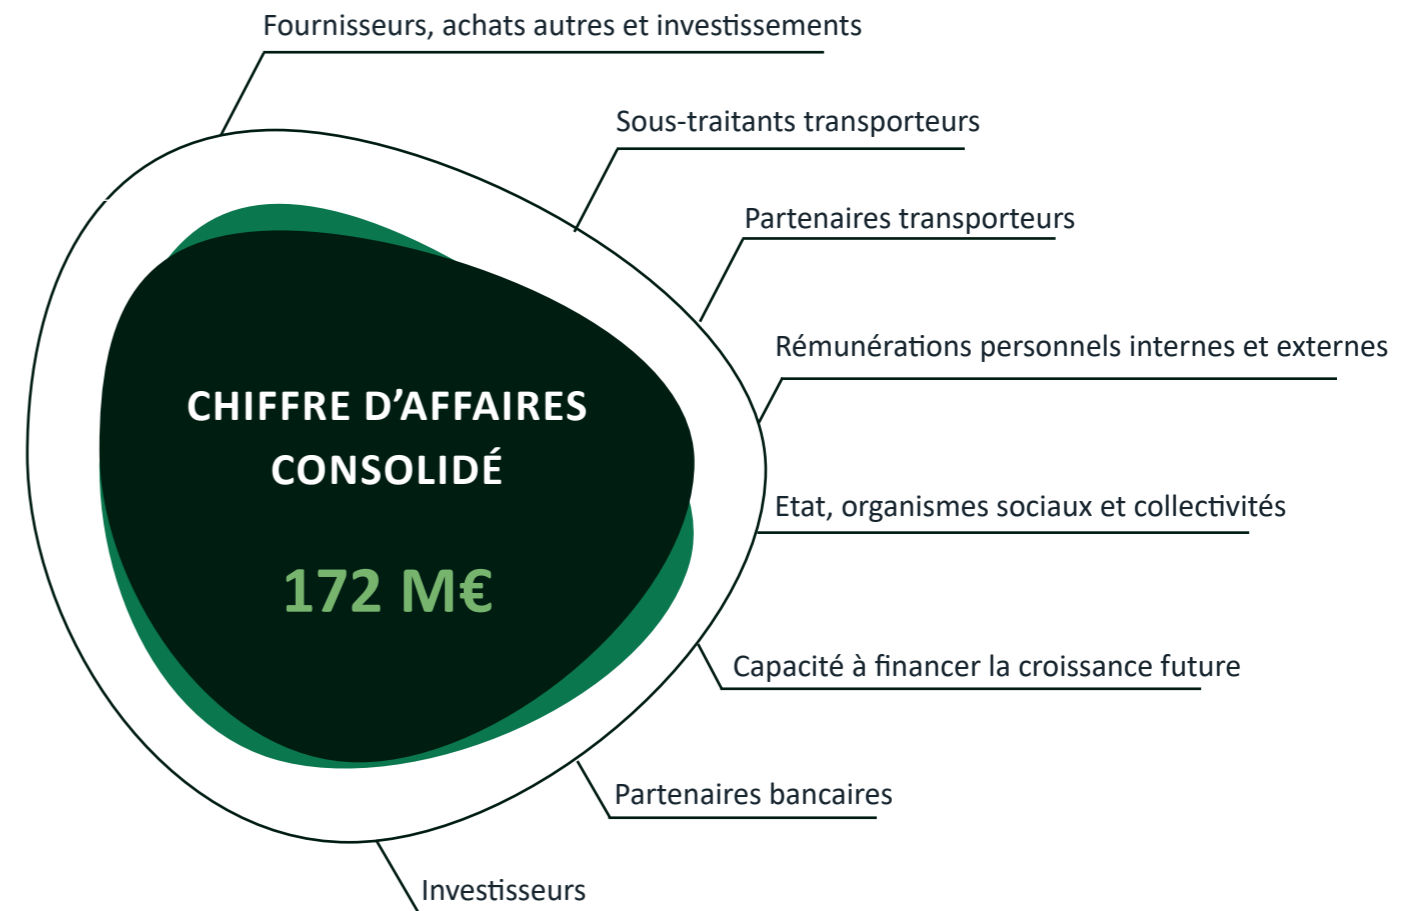 Fournisseurs, achats autres et investissements
Sous-traitants transporteurs
Partenaires transporteurs
Rémunérations personnels internes et externes
CHIFFRE D’AFFAIRES
CONSOLIDÉ
Etat, organismes sociaux et collectivités
172 M€
Capacité à financer la croissance future
Partenaires bancaires
Investisseurs